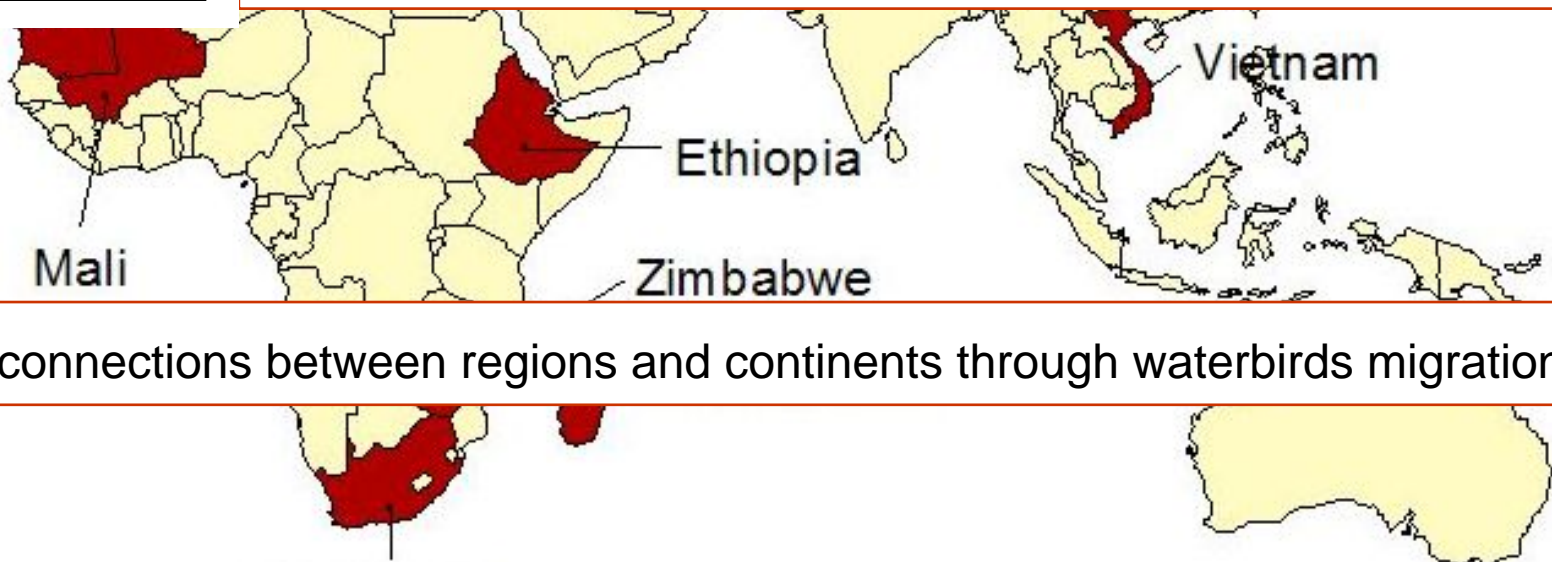 Vietnam
Ethiopia
Mali
Zimbabwe
connections between regions and continents through waterbirds migration